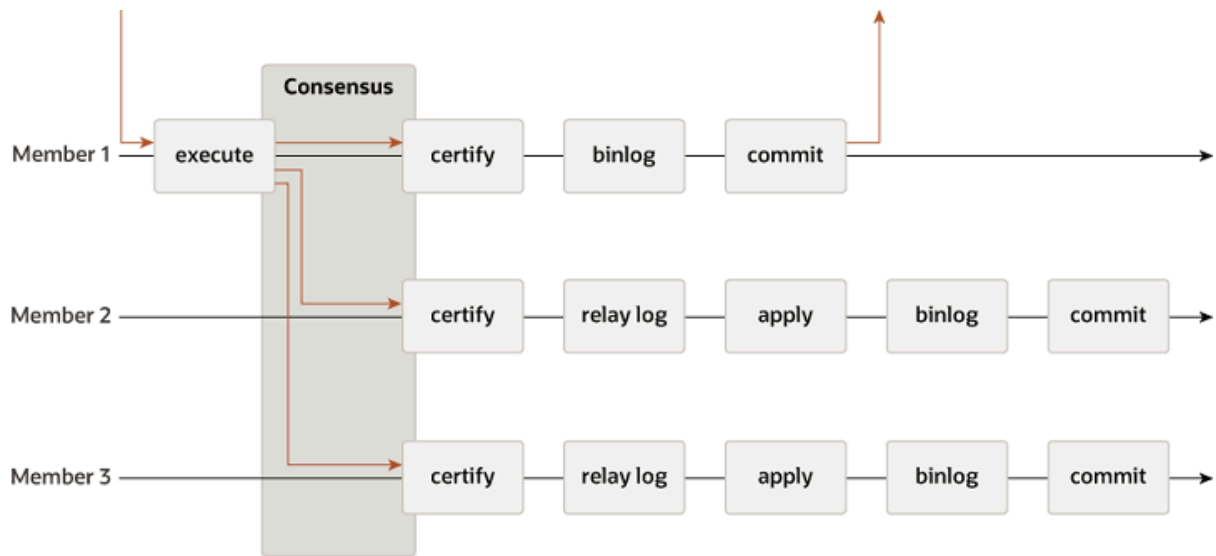 Consensus
Member 1
execute
certify
binlog
commit
Member 2
certify
relay log
apply
binlog
commit
Member 3
certify
relay log
apply
binlog
commit